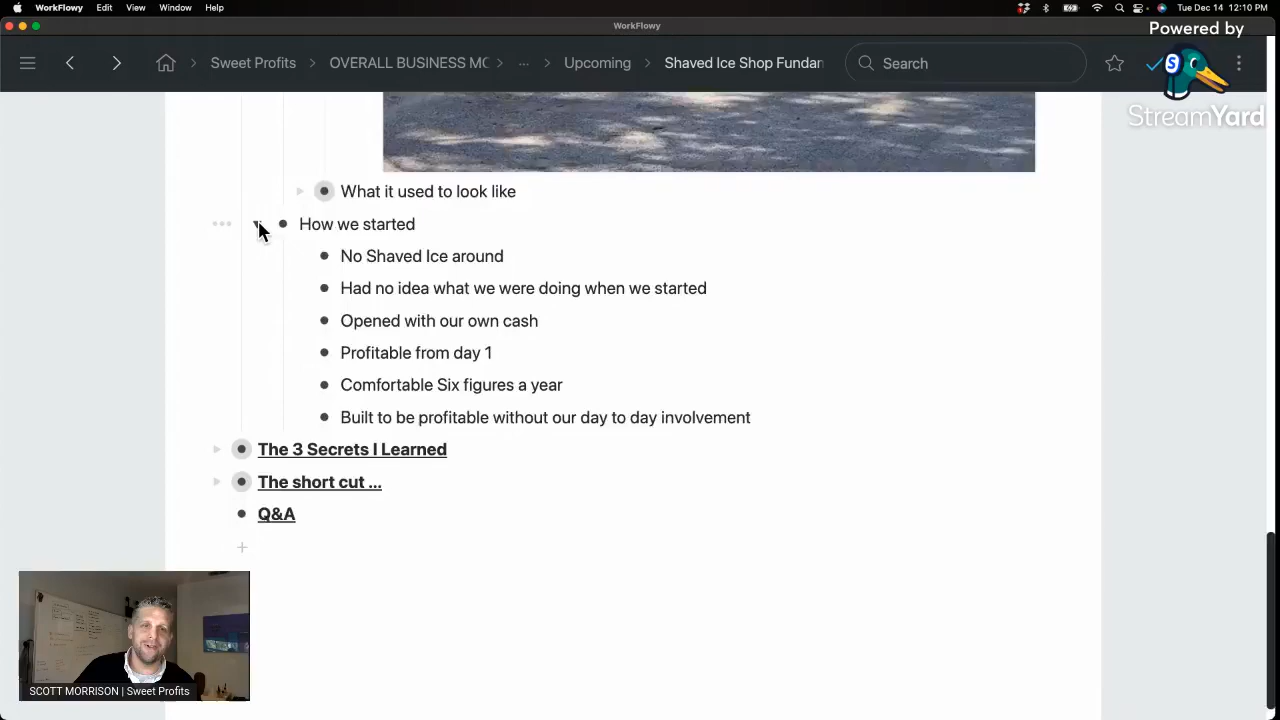 WorkFlowy Edit View Window Help Tue Dec 14 12:10 PM
WorkFlowy
Powered by
Sweet Profits OVERALL BUSINESS MC ... Upcoming Shaved Ice Shop Fundan Search
S
StreamYard
What it used to look like
How we started
No Shaved Ice around
Had no idea what we were doing when we started
Opened with our own cash
Profitable from day 1
Comfortable Six figures a year
Built to be profitable without our day to day involvement
The 3 Secrets I Learned
The short cut ...
Q&A
SCOTT MORRISON | Sweet Profits